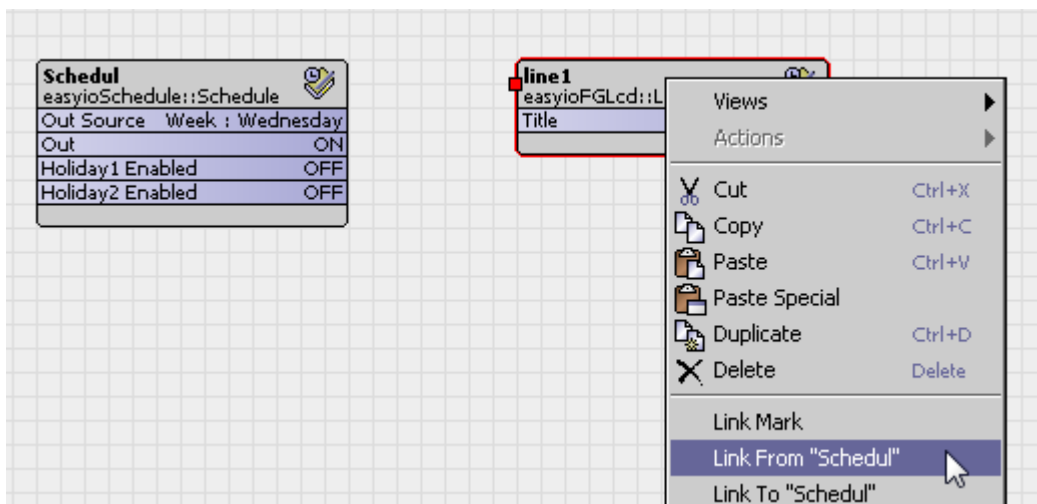 Schedul
easyioSchedule::Schedule
Out Source Week : Wednesday
Out ON
Holiday1 Enabled OFF
Holiday2 Enabled OFF
line1
easyioFGLcd::L
Title
Views
Actions
Cut Ctrl+X
Copy Ctrl+C
Paste Ctrl+V
Paste Special
Duplicate Ctrl+D
Delete Delete
Link Mark
Link From "Schedul"
Link To "Schedul"